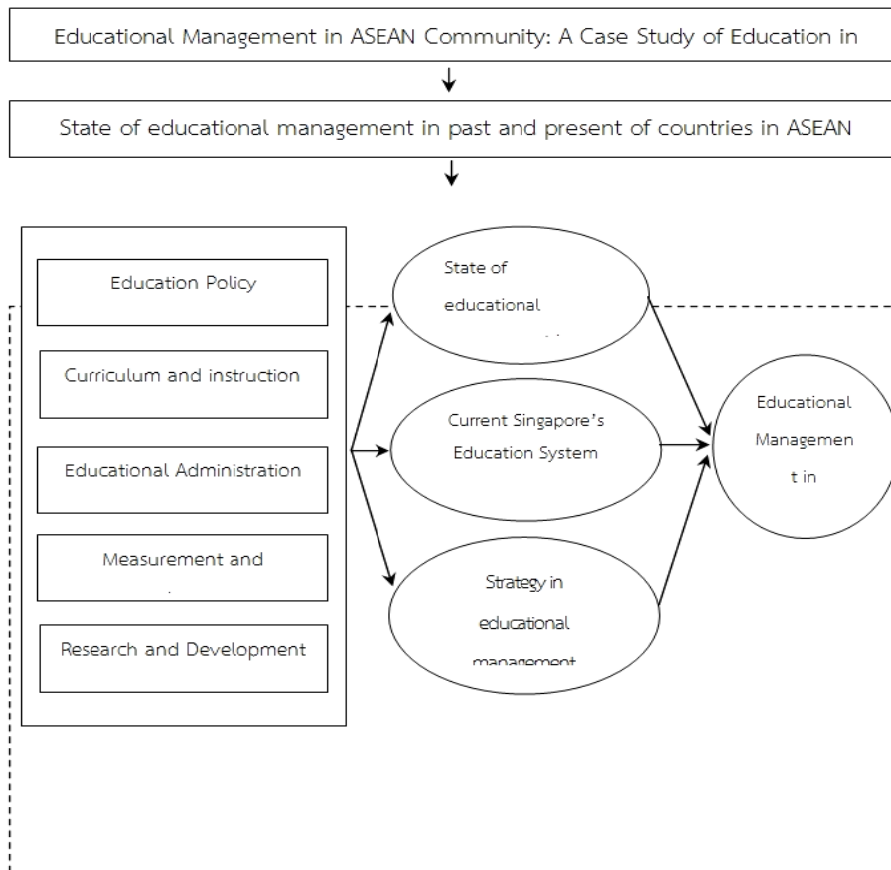 Educational Management in ASEAN Community: A Case Study of Education in
State of educational management in past and present of countries in ASEAN
Education Policy
Curriculum and instruction
Educational Administration
Measurement and
Research and Development
State of
educational
Current Singapore's
Education System
Strategy in
educational
management
Educational
Managemen
t in